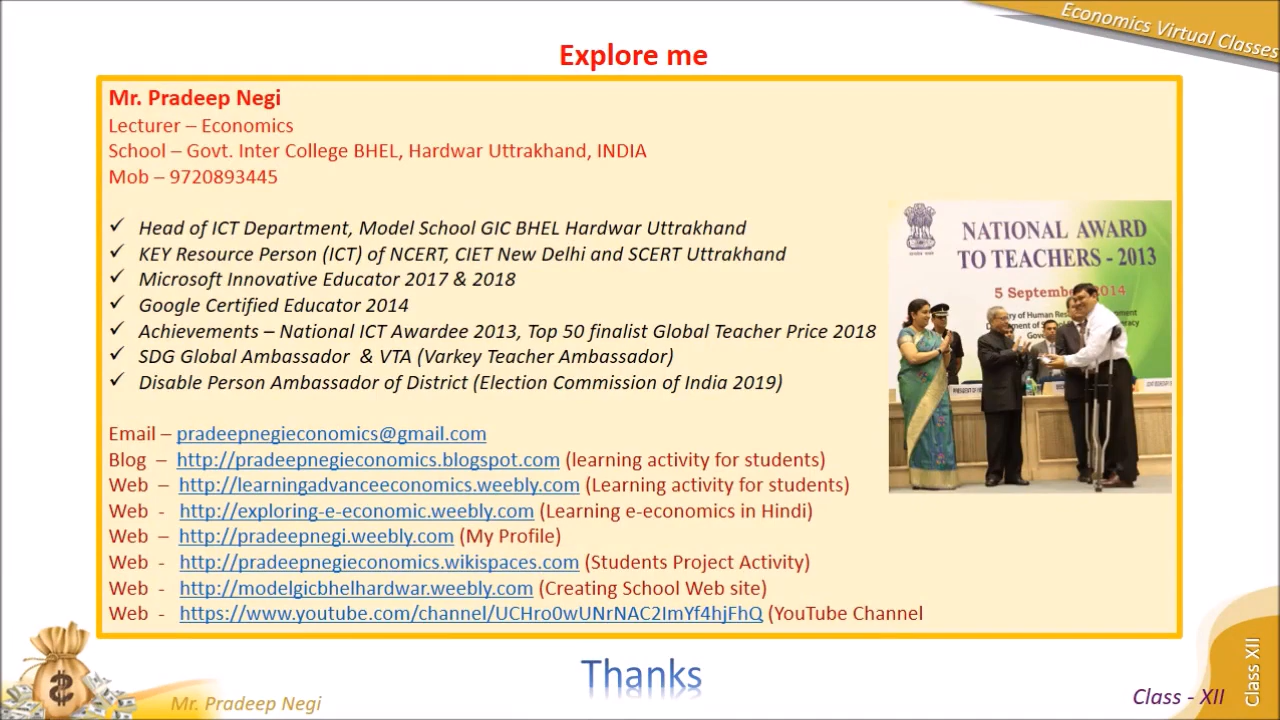 Economics Virtual Classes
Explore me
Mr. Pradeep Negi
Lecturer – Economics
School – Govt. Inter College BHEL, Hardwar Uttrakhand, INDIA
Mob – 9720893445
✓ Head of ICT Department, Model School GIC BHEL Hardwar Uttrakhand
✓ KEY Resource Person (ICT) of NCERT, CIET New Delhi and SCERT Uttrakhand
✓ Microsoft Innovative Educator 2017 & 2018
✓ Google Certified Educator 2014
✓ Achievements – National ICT Awardee 2013, Top 50 finalist Global Teacher Price 2018
✓ SDG Global Ambassador & VTA (Varkey Teacher Ambassador)
✓ Disable Person Ambassador of District (Election Commission of India 2019)
NATIONAL AWARD
TO TEACHERS - 2013
5 September 2014
Email – pradeepnegieconomics@gmail.com
Blog – http://pradeepnegieconomics.blogspot.com (learning activity for students)
Web – http://learningadvanceeconomics.weebly.com (Learning activity for students)
Web - http://exploring-e-economic.weebly.com (Learning e-economics in Hindi)
Web – http://pradeepnegi.weebly.com (My Profile)
Web - http://pradeepnegieconomics.wikispaces.com (Students Project Activity)
Web - http://modelgicbhelhardwar.weebly.com (Creating School Web site)
Web - https://www.youtube.com/channel/UCHro0wUNrNAC2ImYf4hjFhQ (YouTube Channel
Thanks
Mr. Pradeep Negi
Class - XII
Class XII